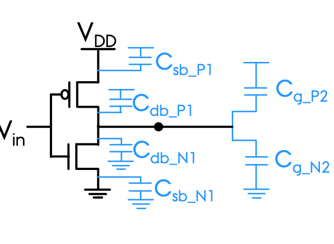 V_DD
C_sb_P1
C_g_P2
C_db_P1
V_in
C_db_N1
C_g_N2
C_sb_N1